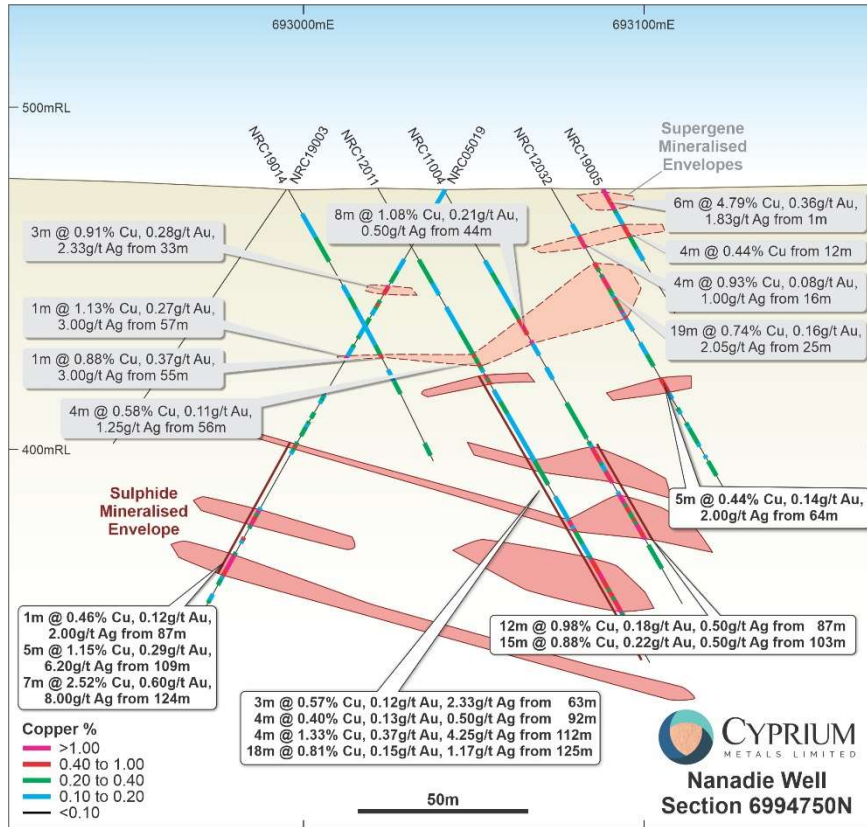 693000mE
693100mE
500mRL
NRC19014
NRC19003
NRC12011
NRC11004
NRC05019
NRC12032
NRC19005
Supergene
Mineralised
Envelopes
8m @ 1.08% Cu, 0.21g/t Au,
0.50g/t Ag from 44m
6m @ 4.79% Cu, 0.36g/t Au,
1.83g/t Ag from 1m
3m @ 0.91% Cu, 0.28g/t Au,
2.33g/t Ag from 33m
4m @ 0.44% Cu from 12m
4m @ 0.93% Cu, 0.08g/t Au,
1.00g/t Ag from 16m
1m @ 1.13% Cu, 0.27g/t Au,
3.00g/t Ag from 57m
19m @ 0.74% Cu, 0.16g/t Au,
2.05g/t Ag from 25m
1m @ 0.88% Cu, 0.37g/t Au,
3.00g/t Ag from 55m
4m @ 0.58% Cu, 0.11g/t Au,
1.25g/t Ag from 56m
400mRL
Sulphide
Mineralised
Envelope
5m @ 0.44% Cu, 0.14g/t Au,
2.00g/t Ag from 64m
1m @ 0.46% Cu, 0.12g/t Au,
2.00g/t Ag from 87m
5m @ 1.15% Cu, 0.29g/t Au,
6.20g/t Ag from 109m
7m @ 2.52% Cu, 0.60g/t Au,
8.00g/t Ag from 124m
12m @ 0.98% Cu, 0.18g/t Au, 0.50g/t Ag from 87m
15m @ 0.88% Cu, 0.22g/t Au, 0.50g/t Ag from 103m
3m @ 0.57% Cu, 0.12g/t Au, 2.33g/t Ag from 63m
4m @ 0.40% Cu, 0.13g/t Au, 0.50g/t Ag from 92m
4m @ 1.33% Cu, 0.37g/t Au, 4.25g/t Ag from 112m
18m @ 0.81% Cu, 0.15g/t Au, 1.17g/t Ag from 125m
Copper %
>1.00
0.40 to 1.00
0.20 to 0.40
0.10 to 0.20
<0.10
50m
CYPRIUM
METALS LIMITED
Nanadie Well
Section 6994750N